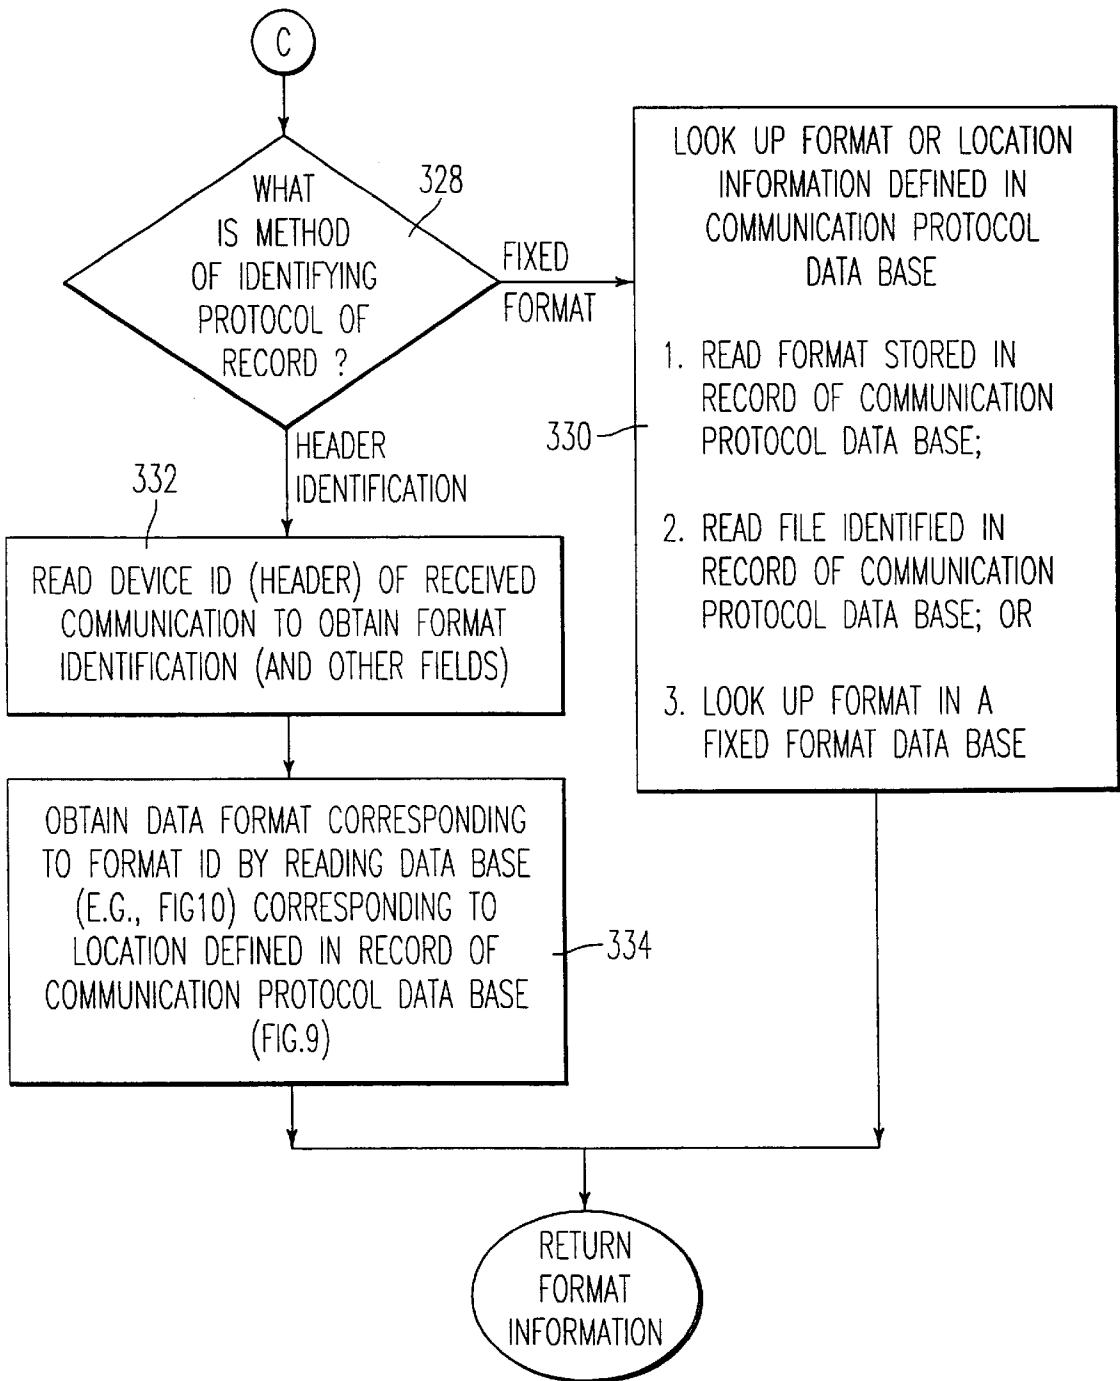 C
WHAT
IS METHOD
OF IDENTIFYING
PROTOCOL OF
RECORD ?
328
FIXED
FORMAT
LOOK UP FORMAT OR LOCATION
INFORMATION DEFINED IN
COMMUNICATION PROTOCOL
DATA BASE
1. READ FORMAT STORED IN
RECORD OF COMMUNICATION
PROTOCOL DATA BASE;
2. READ FILE IDENTIFIED IN
RECORD OF COMMUNICATION
PROTOCOL DATA BASE; OR
3. LOOK UP FORMAT IN A
FIXED FORMAT DATA BASE
330
HEADER
IDENTIFICATION
332
READ DEVICE ID (HEADER) OF RECEIVED
COMMUNICATION TO OBTAIN FORMAT
IDENTIFICATION (AND OTHER FIELDS)
OBTAIN DATA FORMAT CORRESPONDING
TO FORMAT ID BY READING DATA BASE
(E.G., FIG10) CORRESPONDING TO
LOCATION DEFINED IN RECORD OF
COMMUNICATION PROTOCOL DATA BASE
(FIG.9)
334
RETURN
FORMAT
INFORMATION